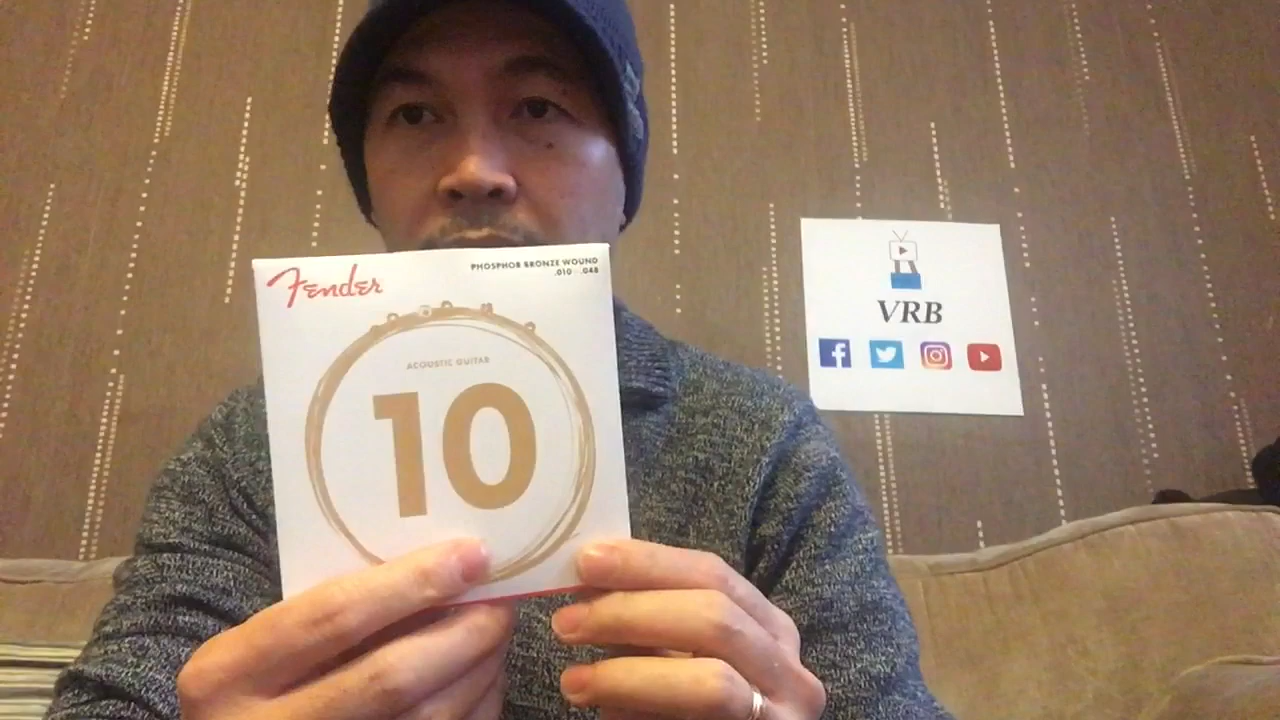 Fender
PHOSPHOR BRONZE WOUND
.010 - .048
ACOUSTIC GUITAR
10
VRB